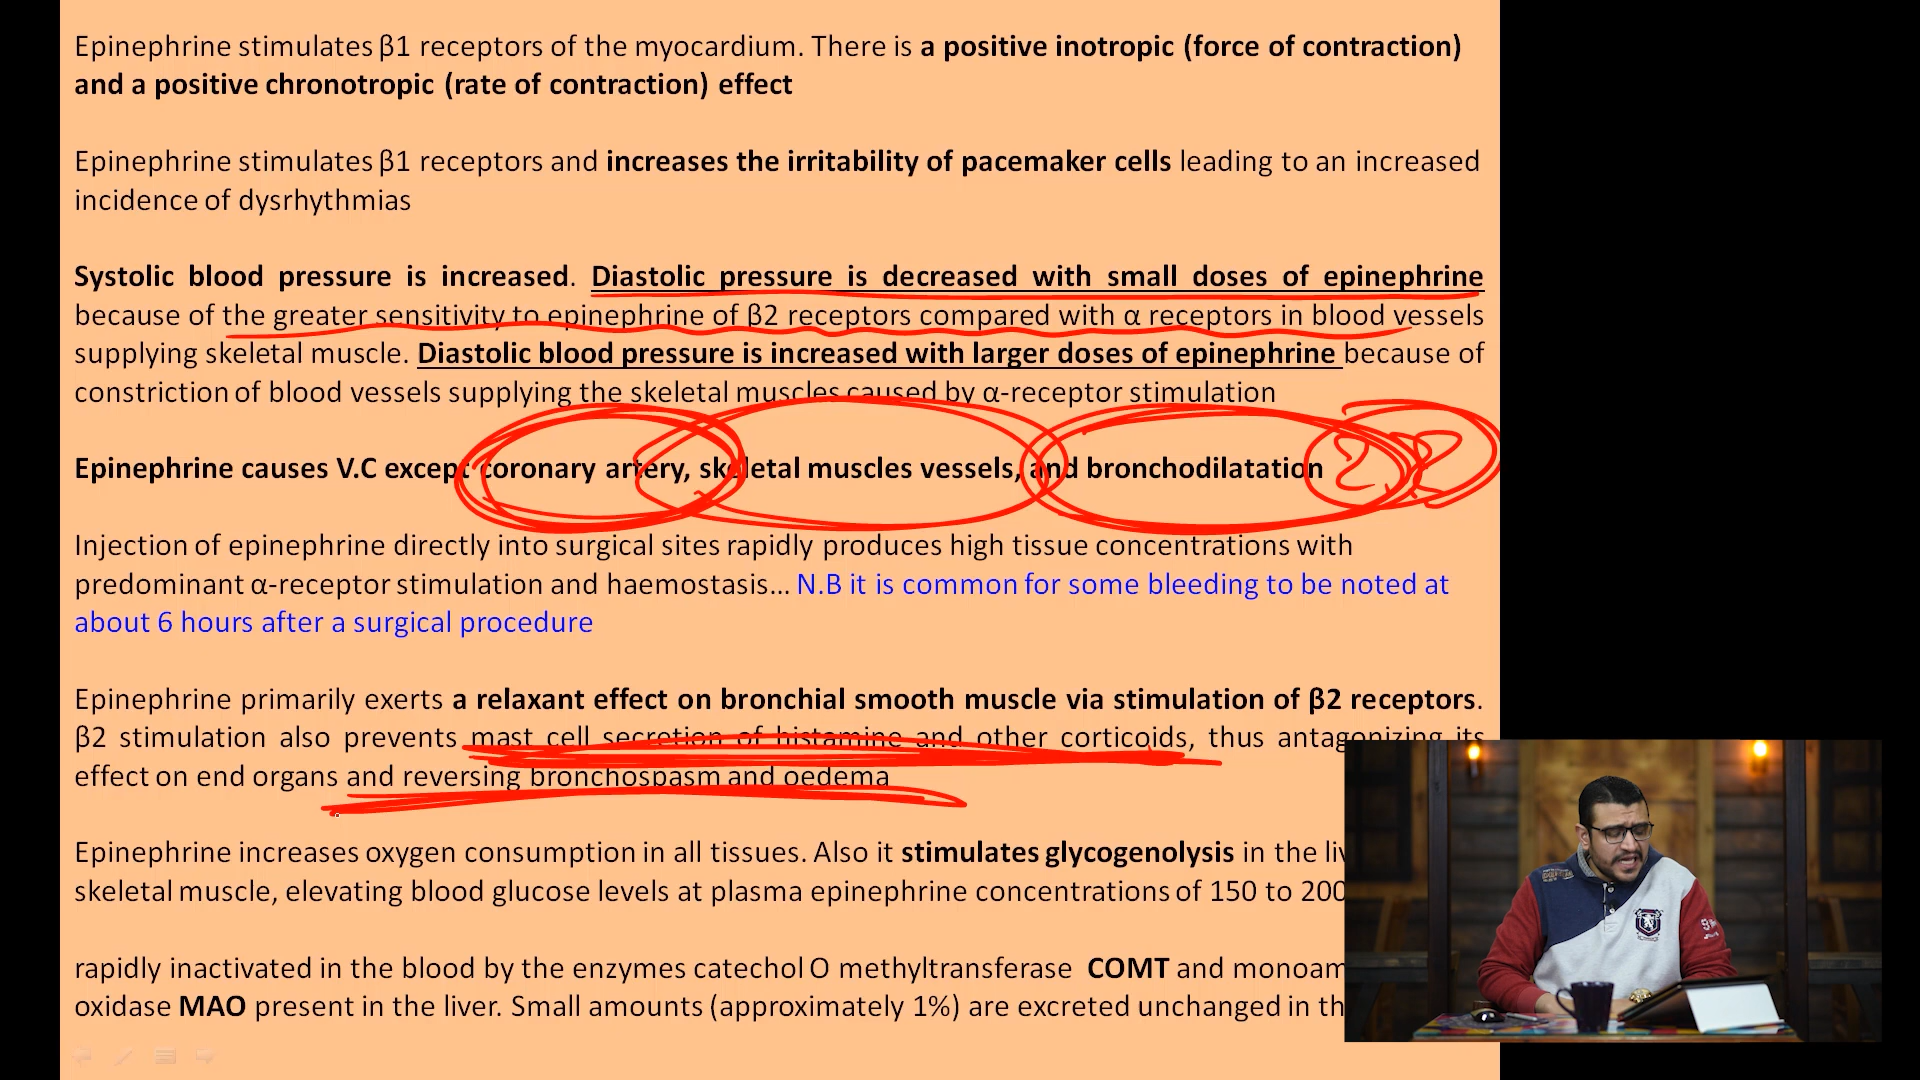 Epinephrine stimulates β1 receptors of the myocardium. There is a positive inotropic (force of contraction)
and a positive chronotropic (rate of contraction) effect
Epinephrine stimulates β1 receptors and increases the irritability of pacemaker cells leading to an increased
incidence of dysrhythmias
Systolic blood pressure is increased. Diastolic pressure is decreased with small doses of epinephrine
because of the greater sensitivity to epinephrine of β2 receptors compared with α receptors in blood vessels
supplying skeletal muscle. Diastolic blood pressure is increased with larger doses of epinephrine because of
constriction of blood vessels supplying the skeletal muscles caused by α-receptor stimulation
Epinephrine causes V.C except coronary artery, skeletal muscles vessels, and bronchodilatation
Injection of epinephrine directly into surgical sites rapidly produces high tissue concentrations with
predominant α-receptor stimulation and haemostasis... N.B it is common for some bleeding to be noted at
about 6 hours after a surgical procedure
Epinephrine primarily exerts a relaxant effect on bronchial smooth muscle via stimulation of β2 receptors.
β2 stimulation also prevents mast cell secretion of histamine and other corticoids, thus antagonizing its
effect on end organs and reversing bronchospasm and oedema
Epinephrine increases oxygen consumption in all tissues. Also it stimulates glycogenolysis in the
skeletal muscle, elevating blood glucose levels at plasma epinephrine concentrations of 150 to 200
rapidly inactivated in the blood by the enzymes catechol O methyltransferase COMT and
oxidase MAO present in the liver. Small amounts (approximately 1%) are excreted unchanged in